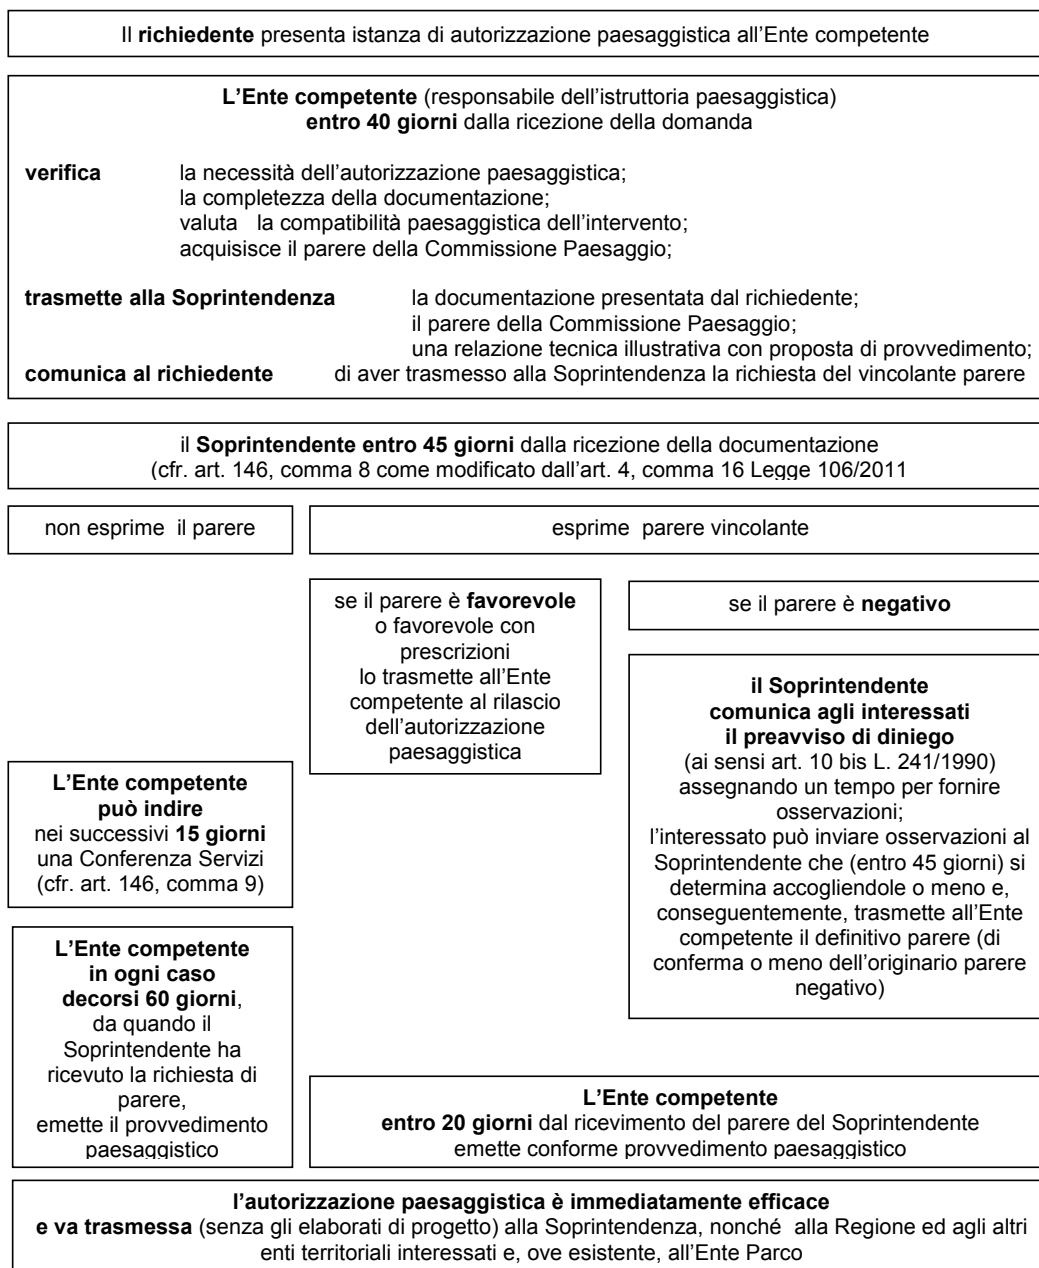 Il richiedente presenta istanza di autorizzazione paesaggistica all’Ente competente
L’Ente competente (responsabile dell’istruttoria paesaggistica)
entro 40 giorni dalla ricezione della domanda
verifica la necessità dell’autorizzazione paesaggistica;
la completezza della documentazione;
valuta la compatibilità paesaggistica dell’intervento;
acquisisce il parere della Commissione Paesaggio;
trasmette alla Soprintendenza la documentazione presentata dal richiedente;
il parere della Commissione Paesaggio;
una relazione tecnica illustrativa con proposta di provvedimento;
comunica al richiedente di aver trasmesso alla Soprintendenza la richiesta del vincolante parere
il Soprintendente entro 45 giorni dalla ricezione della documentazione
(cfr. art. 146, comma 8 come modificato dall’art. 4, comma 16 Legge 106/2011
non esprime il parere
esprime parere vincolante
se il parere è favorevole
o favorevole con
prescrizioni
lo trasmette all’Ente
competente al rilascio
dell’autorizzazione
paesaggistica
se il parere è negativo
il Soprintendente
comunica agli interessati
il preavviso di diniego
(ai sensi art. 10 bis L. 241/1990)
assegnando un tempo per fornire
osservazioni;
l’interessato può inviare osservazioni al
Soprintendente che (entro 45 giorni) si
determina accogliendole o meno e,
conseguentemente, trasmette all’Ente
competente il definitivo parere (di
conferma o meno dell’originario parere
negativo)
L’Ente competente
può indire
nei successivi 15 giorni
una Conferenza Servizi
(cfr. art. 146, comma 9)
L’Ente competente
in ogni caso
decorsi 60 giorni,
da quando il
Soprintendente ha
ricevuto la richiesta di
parere,
emette il provvedimento
paesaggistico
L’Ente competente
entro 20 giorni dal ricevimento del parere del Soprintendente
emette conforme provvedimento paesaggistico
l’autorizzazione paesaggistica è immediatamente efficace
e va trasmessa (senza gli elaborati di progetto) alla Soprintendenza, nonché alla Regione ed agli altri
enti territoriali interessati e, ove esistente, all’Ente Parco